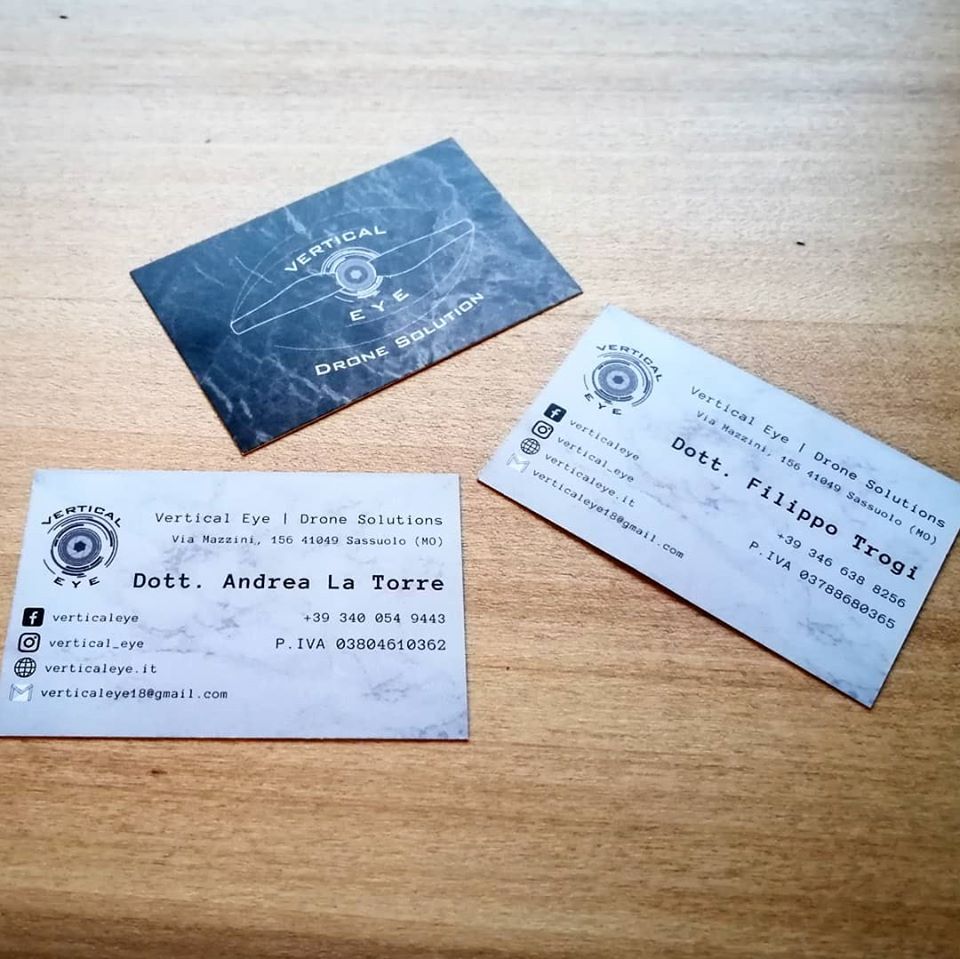 VERTICAL
EYE
DRONE SOLUTION
VERTICAL
EYE
Vertical Eye | Drone Solutions
Via Mazzini, 156 41049 Sassuolo (MO)
Dott. Filippo Trogi
+39 346 638 8256
P.IVA 03788680365
verticaleye
vertical_eye
verticaleye.it
verticaleye18@gmail.com
VERTICAL
EYE
Vertical Eye | Drone Solutions
Via Mazzini, 156 41049 Sassuolo (MO)
Dott. Andrea La Torre
verticaleye
+39 340 054 9443
vertical_eye
P.IVA 03804610362
verticaleye.it
verticaleye18@gmail.com